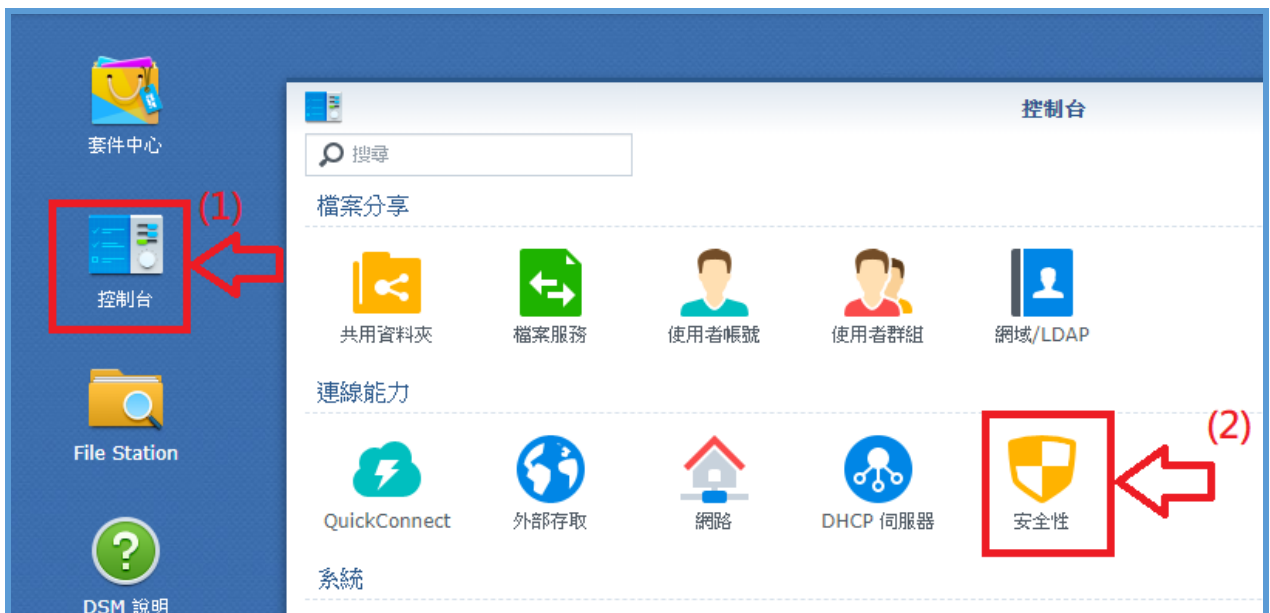 套件中心
(1)
控制台
File Station
DSM 說明
控制台
搜尋
檔案分享
共用資料夾
檔案服務
使用者帳號
使用者群組
網域/LDAP
連線能力
(2)
QuickConnect
外部存取
網路
DHCP 伺服器
安全性
系統